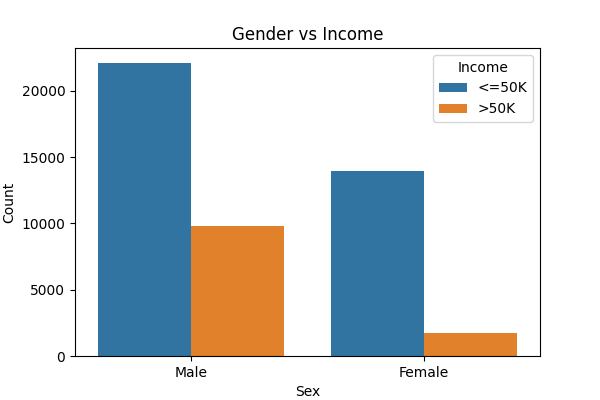 Gender vs Income
Income
<=50K
>50K
20000
15000
10000
5000
0
Count
Male
Female
Sex